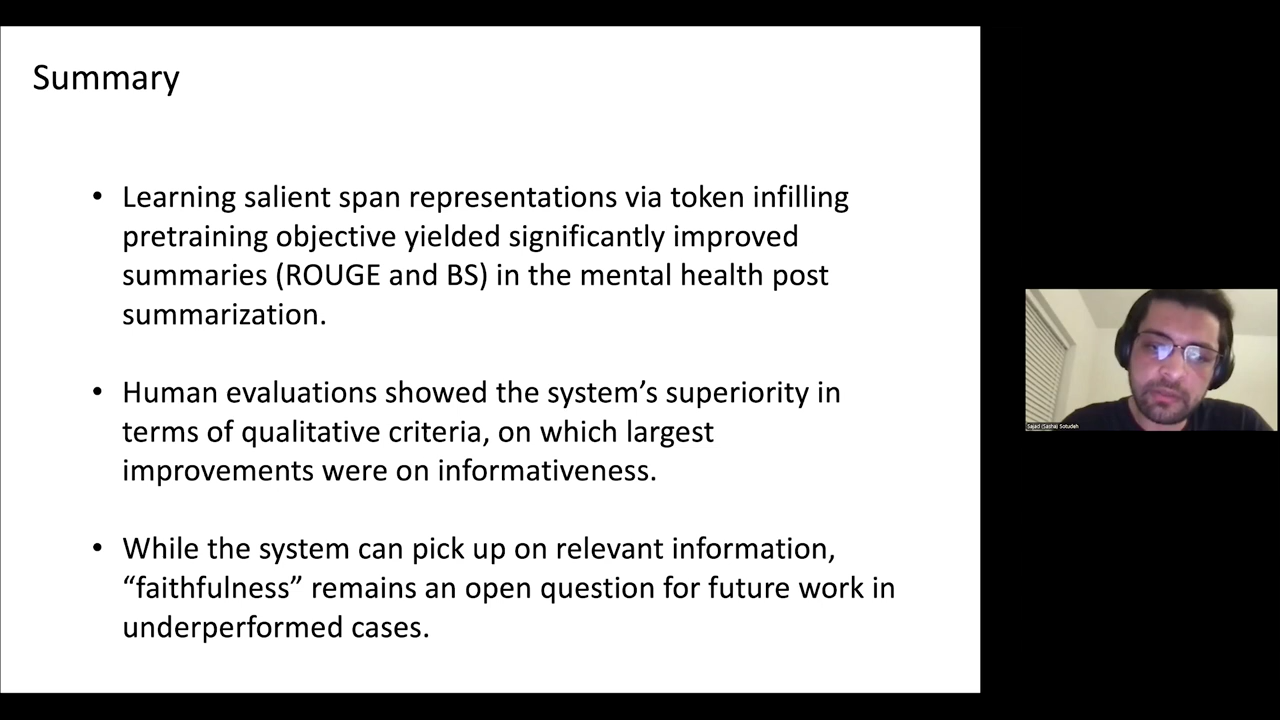 Summary
• Learning salient span representations via token infilling
pretraining objective yielded significantly improved
summaries (ROUGE and BS) in the mental health post
summarization.
• Human evaluations showed the system’s superiority in
terms of qualitative criteria, on which largest
improvements were on informativeness.
• While the system can pick up on relevant information,
“faithfulness” remains an open question for future work in
underperformed cases.
Sajad (Sasha) Sotudeh